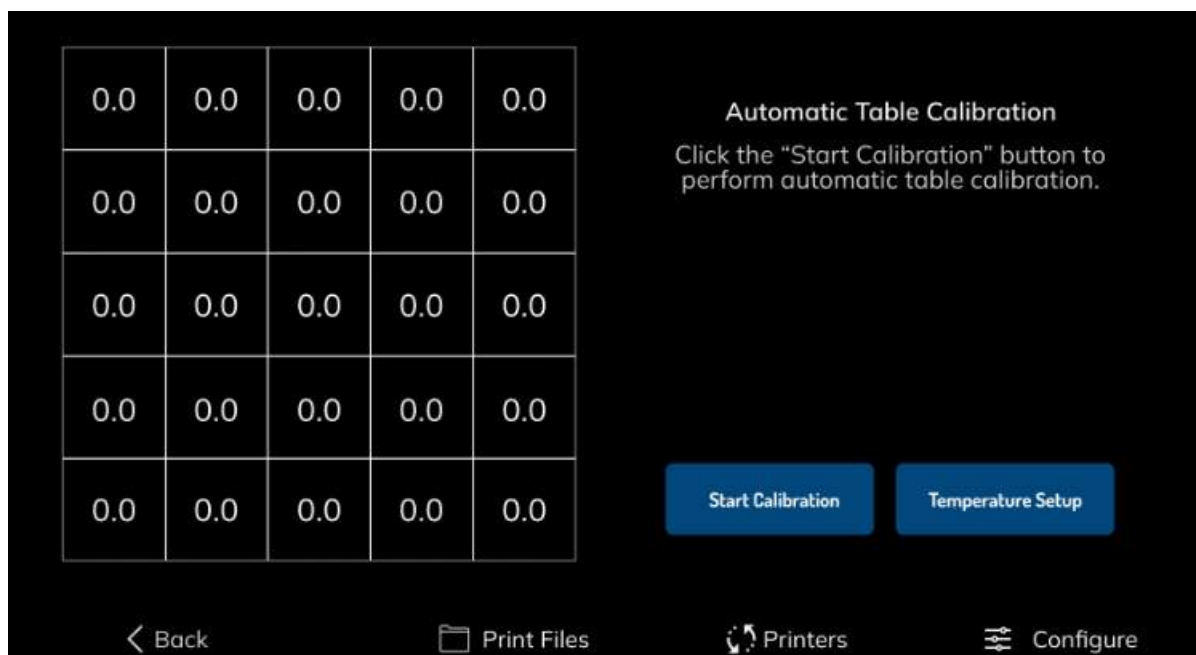 0.0 0.0 0.0 0.0 0.0
0.0 0.0 0.0 0.0 0.0
0.0 0.0 0.0 0.0 0.0
0.0 0.0 0.0 0.0 0.0
0.0 0.0 0.0 0.0 0.0
Automatic Table Calibration
Click the “Start Calibration” button to
perform automatic table calibration.
Start Calibration Temperature Setup
Back Print Files Printers Configure